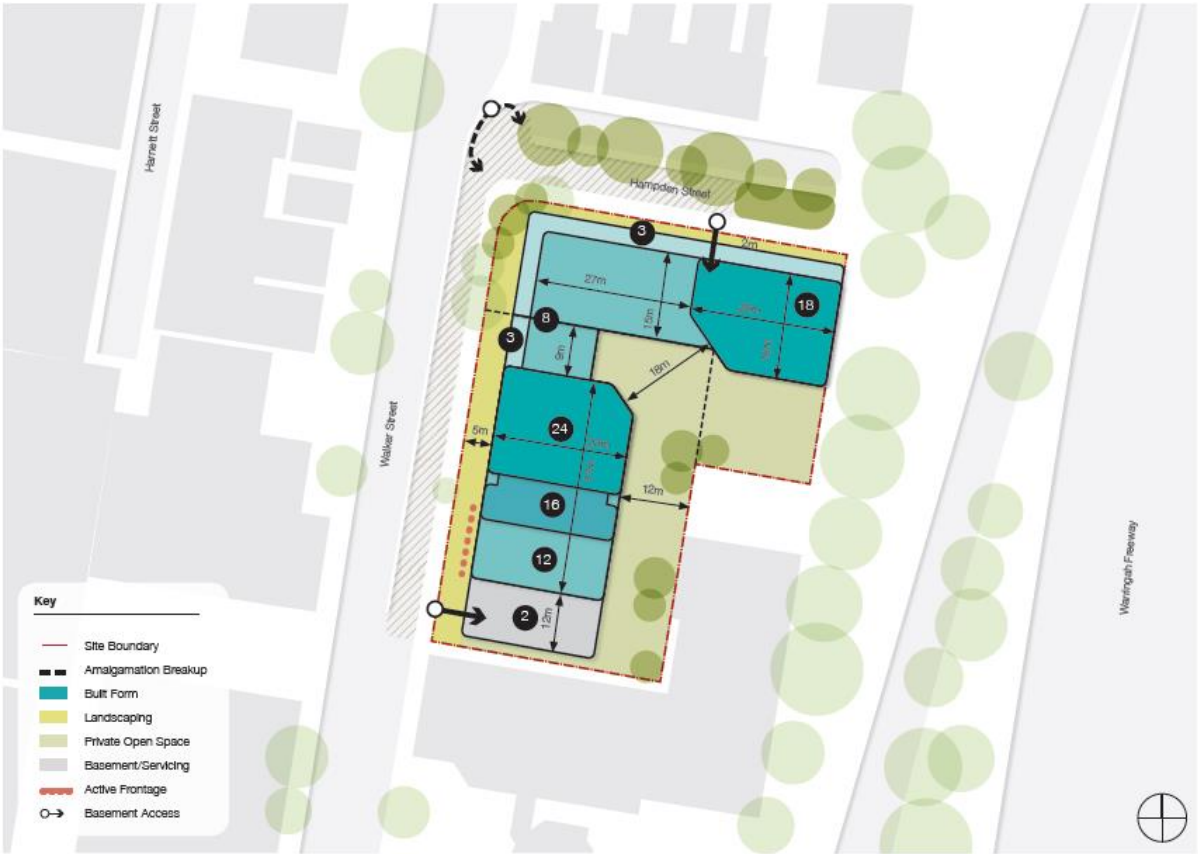 Harnett Street
Hampden Street
3
2m
27m
18
15m
8
3
9m
18m
Walker Street
5m
24
12m
16
12
2
12m
Warringah Freeway
Key
Site Boundary
Amalgamation Breakup
Built Form
Landscaping
Private Open Space
Basement/Servicing
Active Frontage
Basement Access